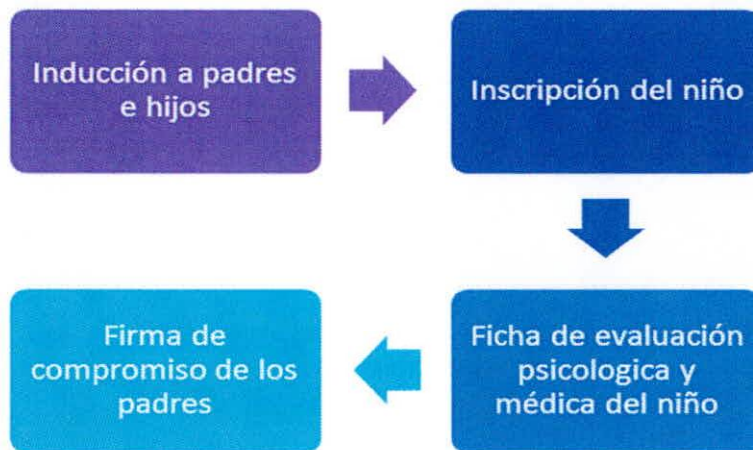 Inducción a padres
e hijos
Inscripción del niño
Ficha de evaluación
psicologica y
médica del niño
Firma de
compromiso de los
padres